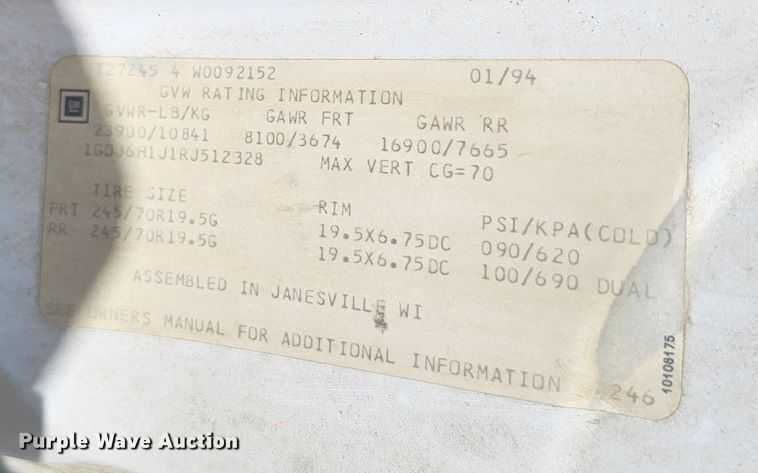 T27245 4 W0092152 01/94
GM GVW RATING INFORMATION
GVWR-LB/KG GAWR FRT GAWR RR
23900/10841 8100/3674 16900/7665
1GDJ6H1J1RJ512328 MAX VERT CG=70
TIRE SIZE RIM PSI/KPA(COLD)
FRT 245/70R19.5G 19.5X6.75DC 090/620
RR 245/70R19.5G 19.5X6.75DC 100/690 DUAL
ASSEMBLED IN JANESVILLE WI
SEE OWNERS MANUAL FOR ADDITIONAL INFORMATION
246
10108175
Purple Wave Auction